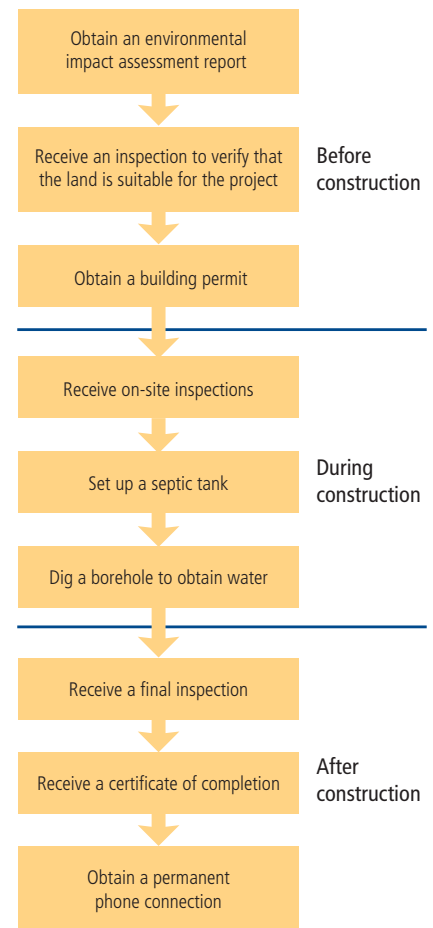 Obtain an environmental
impact assessment report
Receive an inspection to verify that
the land is suitable for the project
Before
construction
Obtain a building permit
Receive on-site inspections
Set up a septic tank
During
construction
Dig a borehole to obtain water
Receive a final inspection
Receive a certificate of completion
After
construction
Obtain a permanent
phone connection